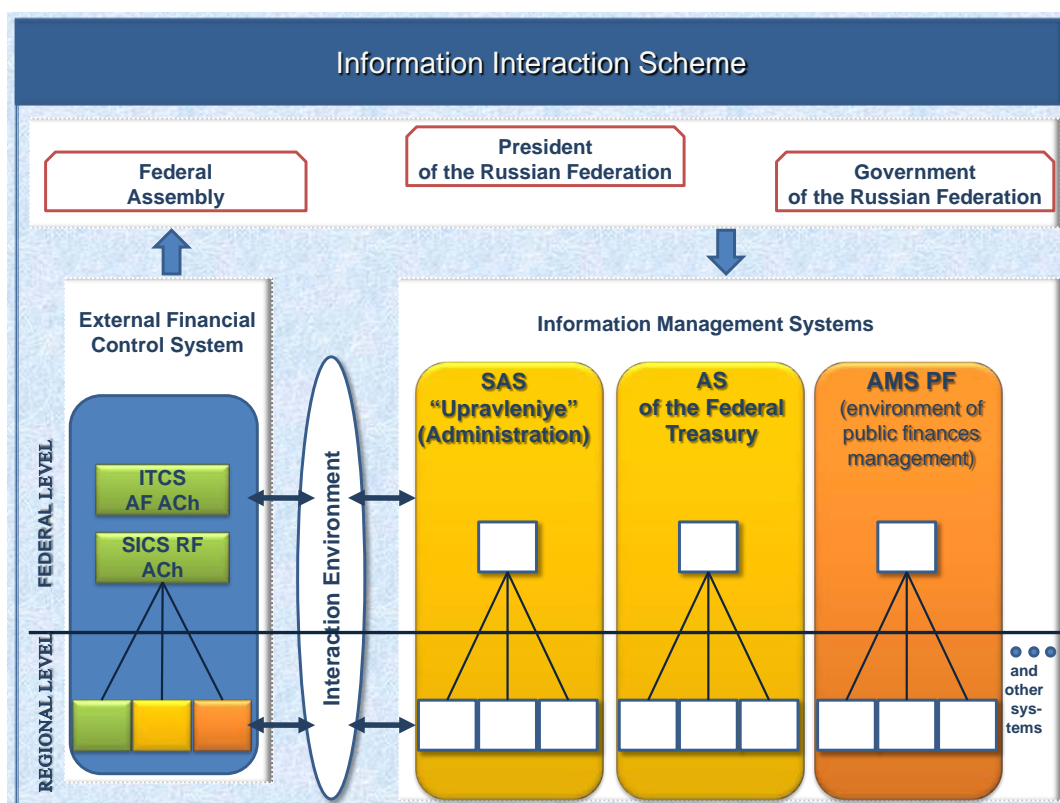 Information Interaction Scheme
Federal
Assembly
President
of the Russian Federation
Government
of the Russian Federation
External Financial
Control System
Information Management Systems
SAS
“Upravleniye”
(Administration)
AS
of the Federal
Treasury
AMS PF
(environment of
public finances
management)
FEDERAL LEVEL
ITCS
AF ACh
SICS RF
ACh
Interaction Environment
REGIONAL LEVEL
and
other
sys-
tems